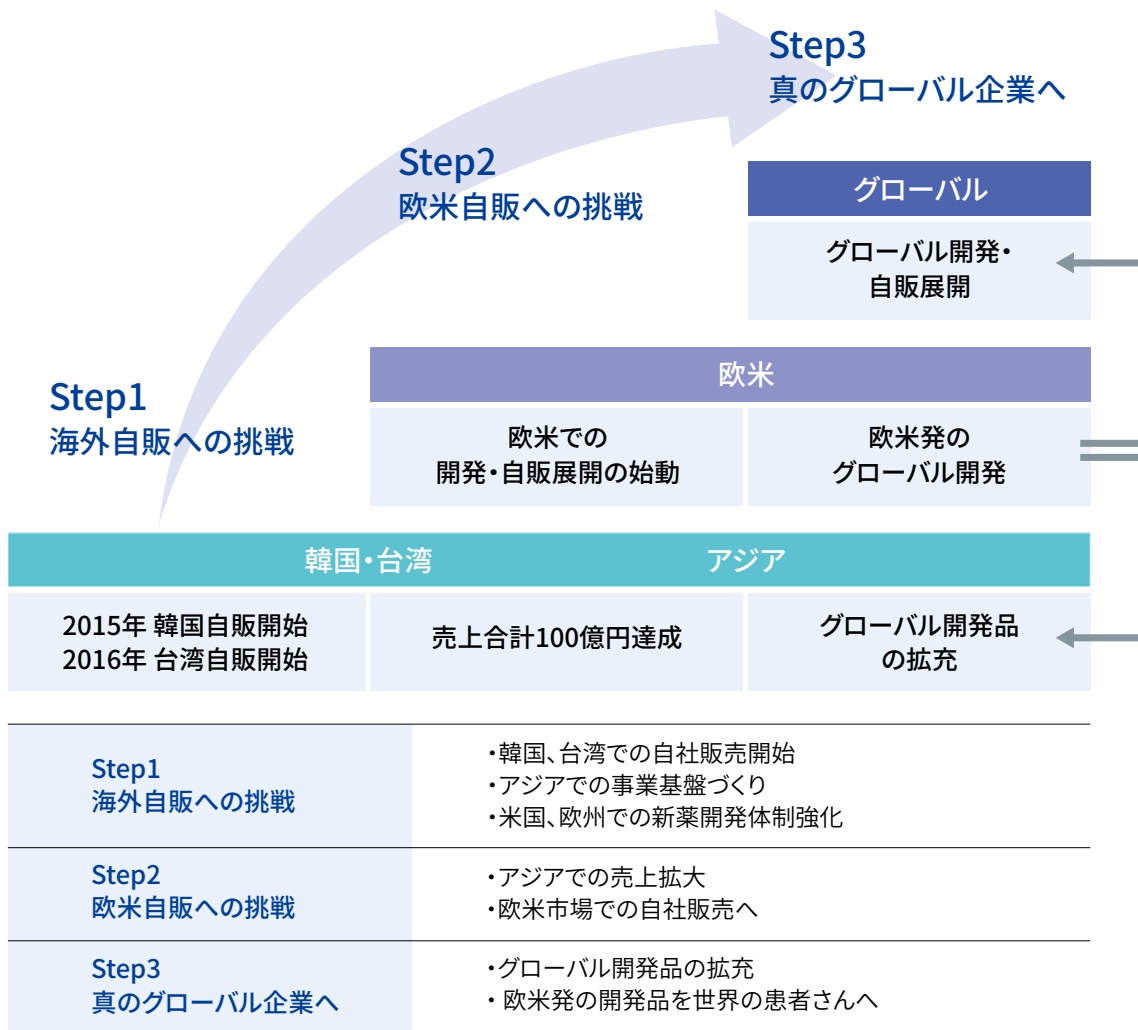 Step3
真のグローバル企業へ
Step2
欧米自販への挑戦
グローバル
グローバル開発・
自販展開
Step1
海外自販への挑戦
欧米
欧米での
開発・自販展開の始動
欧米発の
グローバル開発
韓国・台湾
アジア
2015年 韓国自販開始
2016年 台湾自販開始
売上合計100億円達成
グローバル開発品
の拡充
Step1
海外自販への挑戦
・韓国、台湾での自社販売開始
・アジアでの事業基盤づくり
・米国、欧州での新薬開発体制強化
Step2
欧米自販への挑戦
・アジアでの売上拡大
・欧米市場での自社販売へ
Step3
真のグローバル企業へ
・グローバル開発品の拡充
・ 欧米発の開発品を世界の患者さんへ